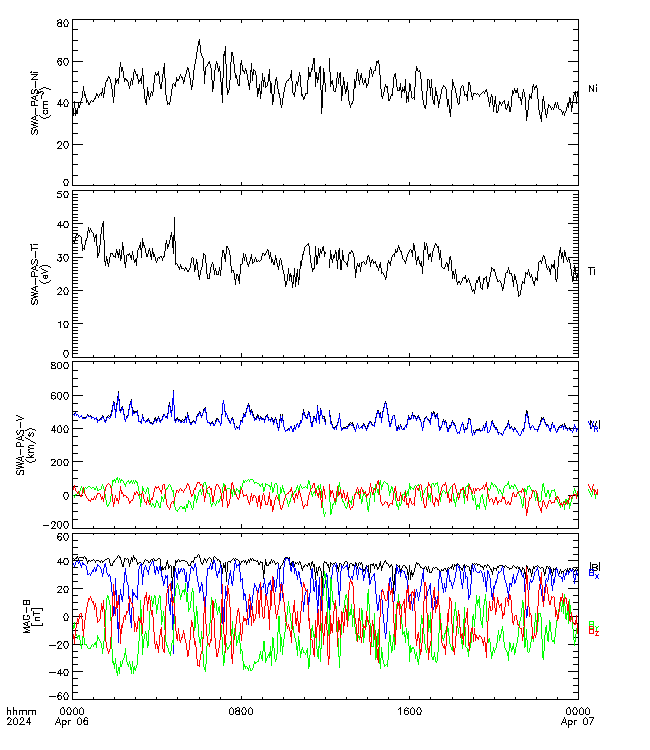 80
60
40
20
0
SWA-PAS-Ni
(cm⁻³)
Ni
50
40
30
20
10
0
SWA-PAS-Ti
(eV)
Ti
800
600
400
200
0
-200
SWA-PAS-V
(km/s)
60
40
20
0
-20
-40
-60
MAG-B
[nT]
|B|
Bx
hhmm 0000 0800 1600 0000
2024 Apr 06 Apr 07